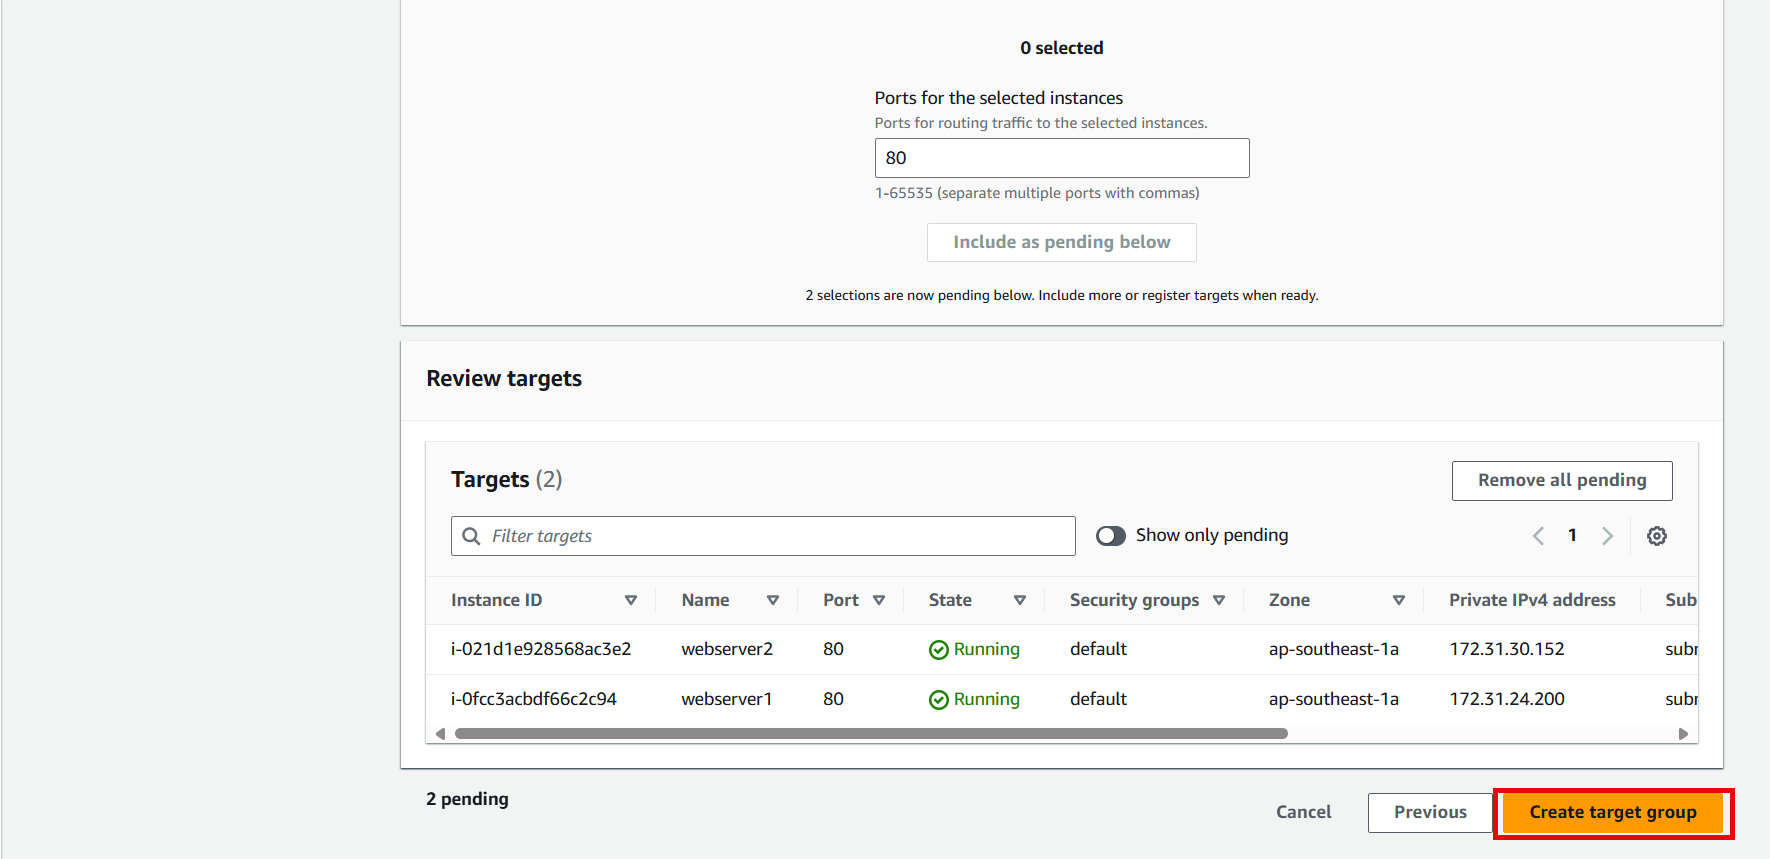 0 selected
Ports for the selected instances
Ports for routing traffic to the selected instances.
80
1-65535 (separate multiple ports with commas)
Include as pending below
2 selections are now pending below. Include more or register targets when ready.
Review targets
Targets (2)
Remove all pending
Filter targets
Show only pending
1
Instance ID Name Port State Security groups Zone Private IPv4 address Sub
i-021d1e928568ac3e2 webserver2 80 Running default ap-southeast-1a 172.31.30.152 subn
i-0fcc3acbdf66c2c94 webserver1 80 Running default ap-southeast-1a 172.31.24.200 subn
2 pending
Cancel
Previous
Create target group